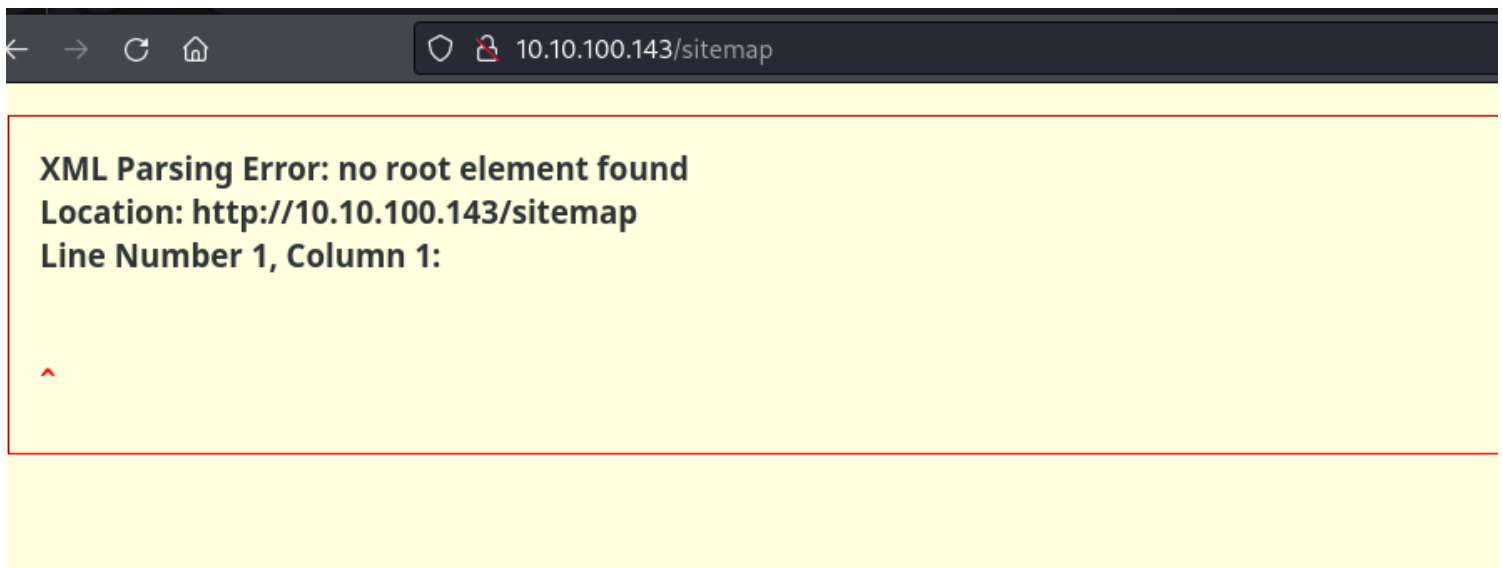 10.10.100.143/sitemap
XML Parsing Error: no root element found
Location: http://10.10.100.143/sitemap
Line Number 1, Column 1:
^